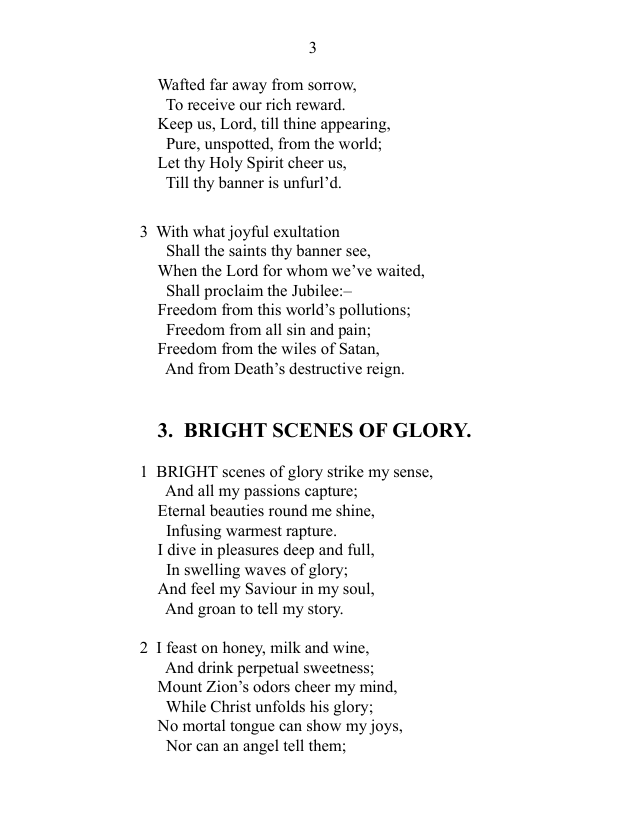 3
Wafted far away from sorrow,
To receive our rich reward.
Keep us, Lord, till thine appearing,
Pure, unspotted, from the world;
Let thy Holy Spirit cheer us,
Till thy banner is unfurl’d.
3 With what joyful exultation
Shall the saints thy banner see,
When the Lord for whom we’ve waited,
Shall proclaim the Jubilee:–
Freedom from this world’s pollutions;
Freedom from all sin and pain;
Freedom from the wiles of Satan,
And from Death’s destructive reign.
3. BRIGHT SCENES OF GLORY.
1 BRIGHT scenes of glory strike my sense,
And all my passions capture;
Eternal beauties round me shine,
Infusing warmest rapture.
I dive in pleasures deep and full,
In swelling waves of glory;
And feel my Saviour in my soul,
And groan to tell my story.
2 I feast on honey, milk and wine,
And drink perpetual sweetness;
Mount Zion’s odors cheer my mind,
While Christ unfolds his glory;
No mortal tongue can show my joys,
Nor can an angel tell them;